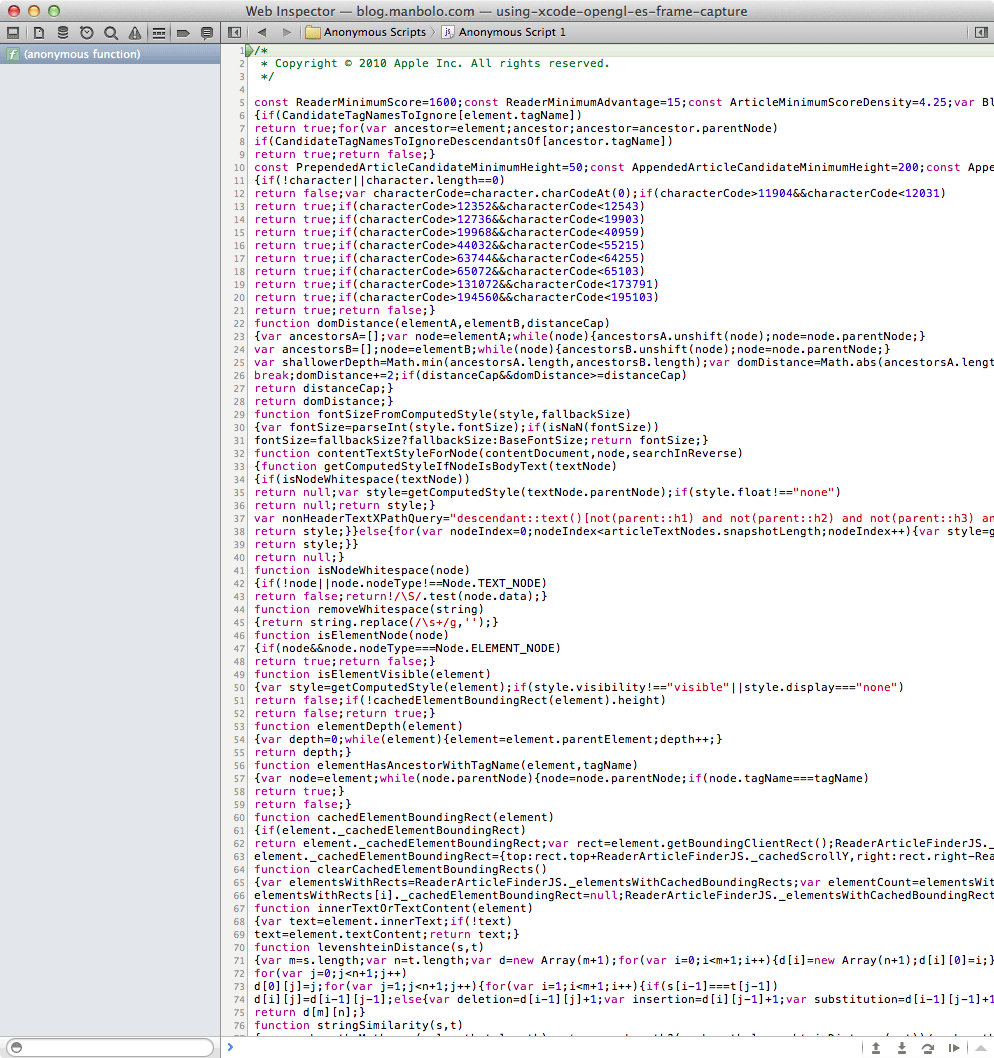 Web Inspector — blog.manbolo.com — using-xcode-opengl-es-frame-capture
Anonymous Scripts
Anonymous Script 1
f (anonymous function)
1 /*
2 * Copyright © 2010 Apple Inc. All rights reserved.
3 */
4
5 const ReaderMinimumScore=1600;const ReaderMinimumAdvantage=15;const ArticleMinimumScoreDensity=4.25;var Bl
6 {if(CandidateTagNamesToIgnore[element.tagName])
7 return true;for(var ancestor=element;ancestor;ancestor=ancestor.parentNode)
8 if(CandidateTagNamesToIgnoreDescendantsOf[ancestor.tagName])
9 return true;return false;}
10 const PrependedArticleCandidateMinimumHeight=50;const AppendedArticleCandidateMinimumHeight=200;const Appe
11 {if(!character||character.length==0)
12 return false;var characterCode=character.charCodeAt(0);if(characterCode>11904&&characterCode<12031)
13 return true;if(characterCode>12352&&characterCode<12543)
14 return true;if(characterCode>12736&&characterCode<19903)
15 return true;if(characterCode>19968&&characterCode<40959)
16 return true;if(characterCode>44032&&characterCode<55215)
17 return true;if(characterCode>63744&&characterCode<64255)
18 return true;if(characterCode>65072&&characterCode<65103)
19 return true;if(characterCode>131072&&characterCode<173791)
20 return true;if(characterCode>194560&&characterCode<195103)
21 return true;return false;}
22 function domDistance(elementA,elementB,distanceCap)
23 {var ancestorsA=[];var node=elementA;while(node){ancestorsA.unshift(node);node=node.parentNode;}
24 var ancestorsB=[];node=elementB;while(node){ancestorsB.unshift(node);node=node.parentNode;}
25 var shallowerDepth=Math.min(ancestorsA.length,ancestorsB.length);var domDistance=Math.abs(ancestorsA.lengt
26 break;domDistance+=2;if(distanceCap&&domDistance>=distanceCap)
27 return distanceCap;}
28 return domDistance;}
29 function fontSizeFromComputedStyle(style,fallbackSize)
30 {var fontSize=parseInt(style.fontSize);if(isNaN(fontSize))
31 fontSize=fallbackSize?fallbackSize:BaseFontSize;return fontSize;}
32 function contentTextStyleForNode(contentDocument,node,searchInReverse)
33 {function getComputedStyleIfNodeIsBodyText(textNode)
34 {if(isNodeWhitespace(textNode))
35 return null;var style=getComputedStyle(textNode.parentNode);if(style.float!=="none")
36 return null;return style;}
37 var nonHeaderTextXPathQuery="descendant::text()[not(parent::h1) and not(parent::h2) and not(parent::h3) an
38 return style;}}else{for(var nodeIndex=0;nodeIndex<articleTextNodes.snapshotLength;nodeIndex++){var style=g
39 return style;}}
40 return null;}
41 function isNodeWhitespace(node)
42 {if(!node||node.nodeType!==Node.TEXT_NODE)
43 return false;return!/\S/.test(node.data);}
44 function removeWhitespace(string)
45 {return string.replace(/\s+/g,'');}
46 function isElementNode(node)
47 {if(node&&node.nodeType===Node.ELEMENT_NODE)
48 return true;return false;}
49 function isElementVisible(element)
50 {var style=getComputedStyle(element);if(style.visibility!=="visible"||style.display==="none")
51 return false;if(!cachedElementBoundingRect(element).height)
52 return false;return true;}
53 function elementDepth(element)
54 {var depth=0;while(element){element=element.parentElement;depth++;}
55 return depth;}
56 function elementHasAncestorWithTagName(element,tagName)
57 {var node=element;while(node.parentNode){node=node.parentNode;if(node.tagName===tagName)
58 return true;}
59 return false;}
60 function cachedElementBoundingRect(element)
61 {if(element._cachedElementBoundingRect)
62 return element._cachedElementBoundingRect;var rect=element.getBoundingClientRect();ReaderArticleFinderJS._
63 element._cachedElementBoundingRect={top:rect.top+ReaderArticleFinderJS._cachedScrollY,right:rect.right+Rea
64 function clearCachedElementBoundingRects()
65 {var elementsWithRects=ReaderArticleFinderJS._elementsWithCachedBoundingRects;var elementCount=elementsWit
66 elementsWithRects[i]._cachedElementBoundingRect=null;ReaderArticleFinderJS._elementsWithCachedBoundingRect
67 function innerTextOrTextContent(element)
68 {var text=element.innerText;if(!text)
69 text=element.textContent;return text;}
70 function levenshteinDistance(s,t)
71 {var m=s.length;var n=t.length;var d=new Array(m+1);for(var i=0;i<m+1;i++){d[i]=new Array(n+1);d[i][0]=i;}
72 for(var j=0;j<n+1;j++)
73 d[0][j]=j;for(var j=1;j<n+1;j++){for(var i=1;i<m+1;i++){if(s[i-1]===t[j-1])
74 d[i][j]=d[i-1][j-1];else{var deletion=d[i-1][j]+1;var insertion=d[i][j-1]+1;var substitution=d[i-1][j-1]+1
75 return d[m][n];}
76 function stringSimilarity(s,t)